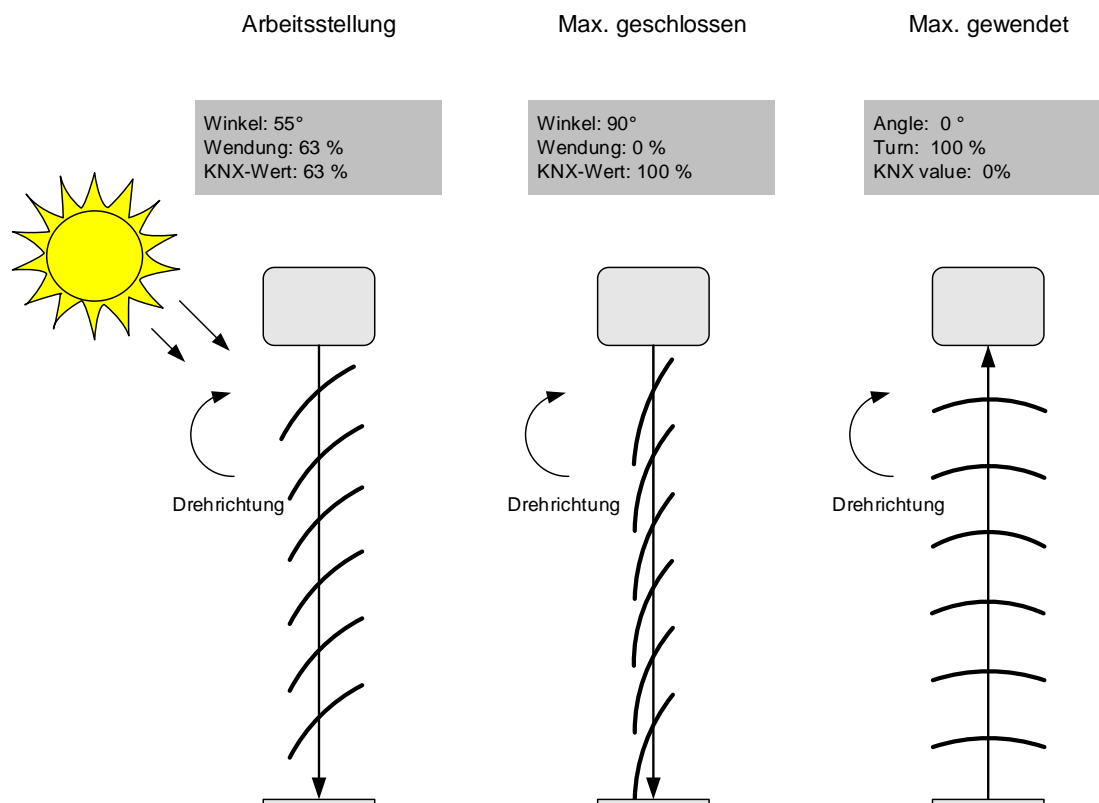 Arbeitsstellung
Max. geschlossen
Max. gewendet
Winkel: 55°
Wendung: 63 %
KNX-Wert: 63 %
Winkel: 90°
Wendung: 0 %
KNX-Wert: 100 %
Angle: 0 °
Turn: 100 %
KNX value: 0%
Drehrichtung
Drehrichtung
Drehrichtung